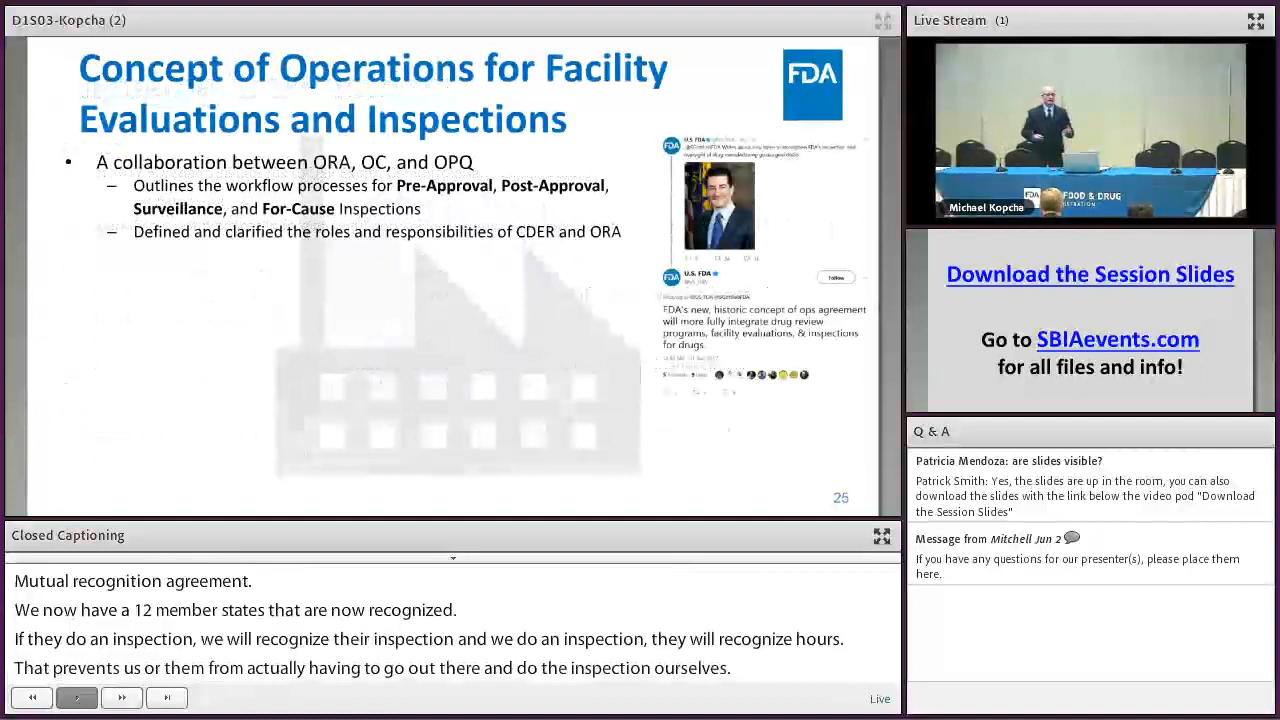 D1S03-Kopcha (2)
Concept of Operations for Facility
Evaluations and Inspections
FDA
• A collaboration between ORA, OC, and OPQ
– Outlines the workflow processes for Pre-Approval, Post-Approval,
Surveillance, and For-Cause Inspections
– Defined and clarified the roles and responsibilities of CDER and ORA
FDA
U.S. FDA
FDA
U.S. FDA
Follow
FDA's new, historic concept of ops agreement
will more fully integrate drug review
programs, facility evaluations, & inspections
for drugs.
25
Closed Captioning
Mutual recognition agreement.
We now have a 12 member states that are now recognized.
If they do an inspection, we will recognize their inspection and we do an inspection, they will recognize hours.
That prevents us or them from actually having to go out there and do the inspection ourselves.
Live
Live Stream (1)
FDA
FOOD & DRUG
Michael Kopcha
Download the Session Slides
Go to SBIAevents.com
for all files and info!
Q & A
Patricia Mendoza: are slides visible?
Patrick Smith: Yes, the slides are up in the room, you can also
download the slides with the link below the video pod "Download
the Session Slides"
Message from Mitchell Jun 2
If you have any questions for our presenter(s), please place them
here.